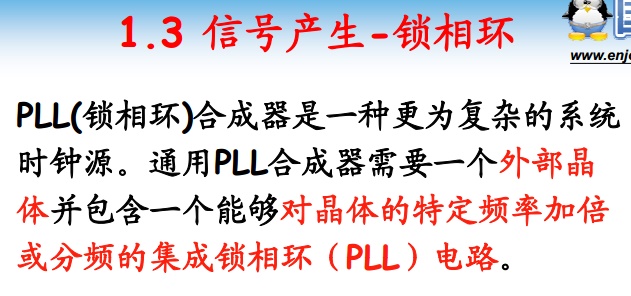 1.3 信号产生-锁相环
www.enj
PLL(锁相环)合成器是一种更为复杂的系统
时钟源。通用PLL合成器需要一个外部晶
体并包含一个能够对晶体的特定频率加倍
或分频的集成锁相环（PLL）电路。